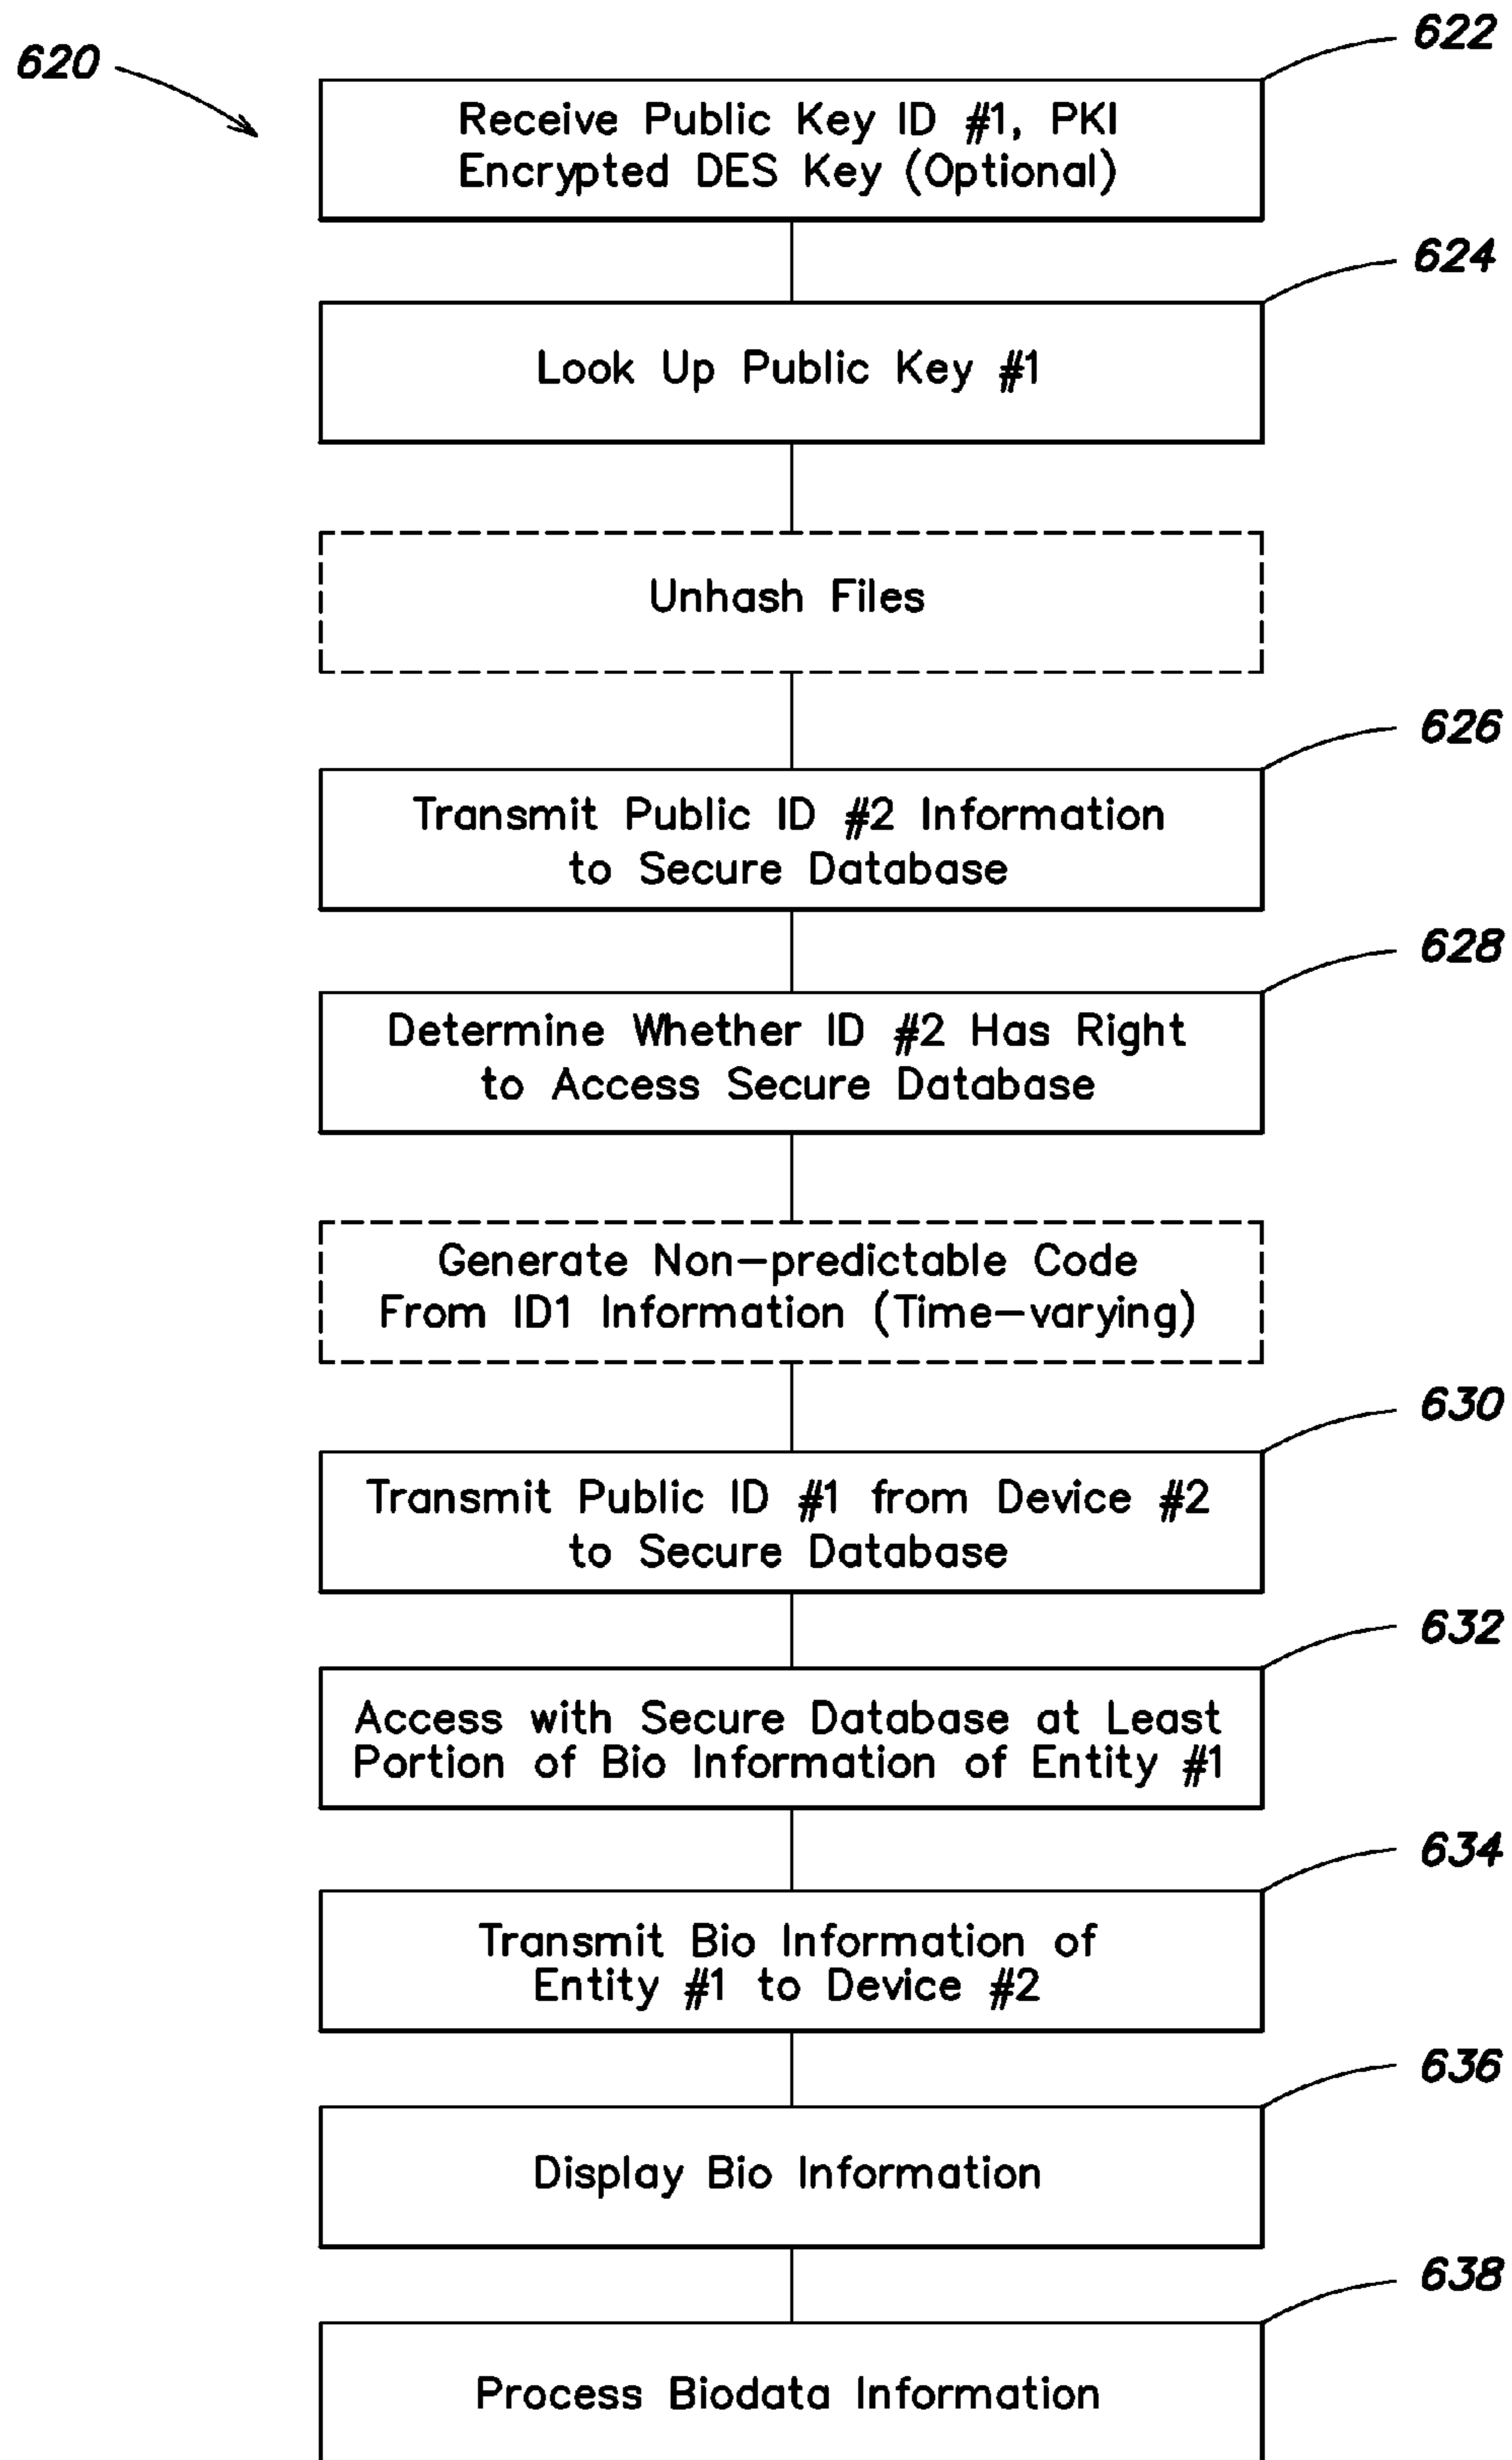 620
622
Receive Public Key ID #1, PKI
Encrypted DES Key (Optional)
624
Look Up Public Key #1
Unhash Files
626
Transmit Public ID #2 Information
to Secure Database
628
Determine Whether ID #2 Has Right
to Access Secure Database
Generate Non-predictable Code
From ID1 Information (Time-varying)
630
Transmit Public ID #1 from Device #2
to Secure Database
632
Access with Secure Database at Least
Portion of Bio Information of Entity #1
634
Transmit Bio Information of
Entity #1 to Device #2
636
Display Bio Information
638
Process Biodata Information